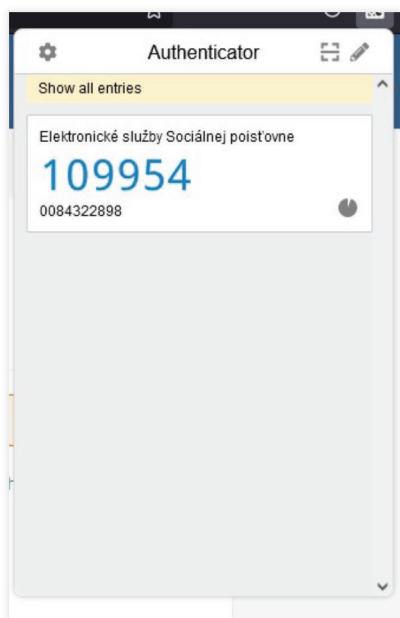 Authenticator
Show all entries
Elektronické služby Sociálnej poisťovne
109954
0084322898